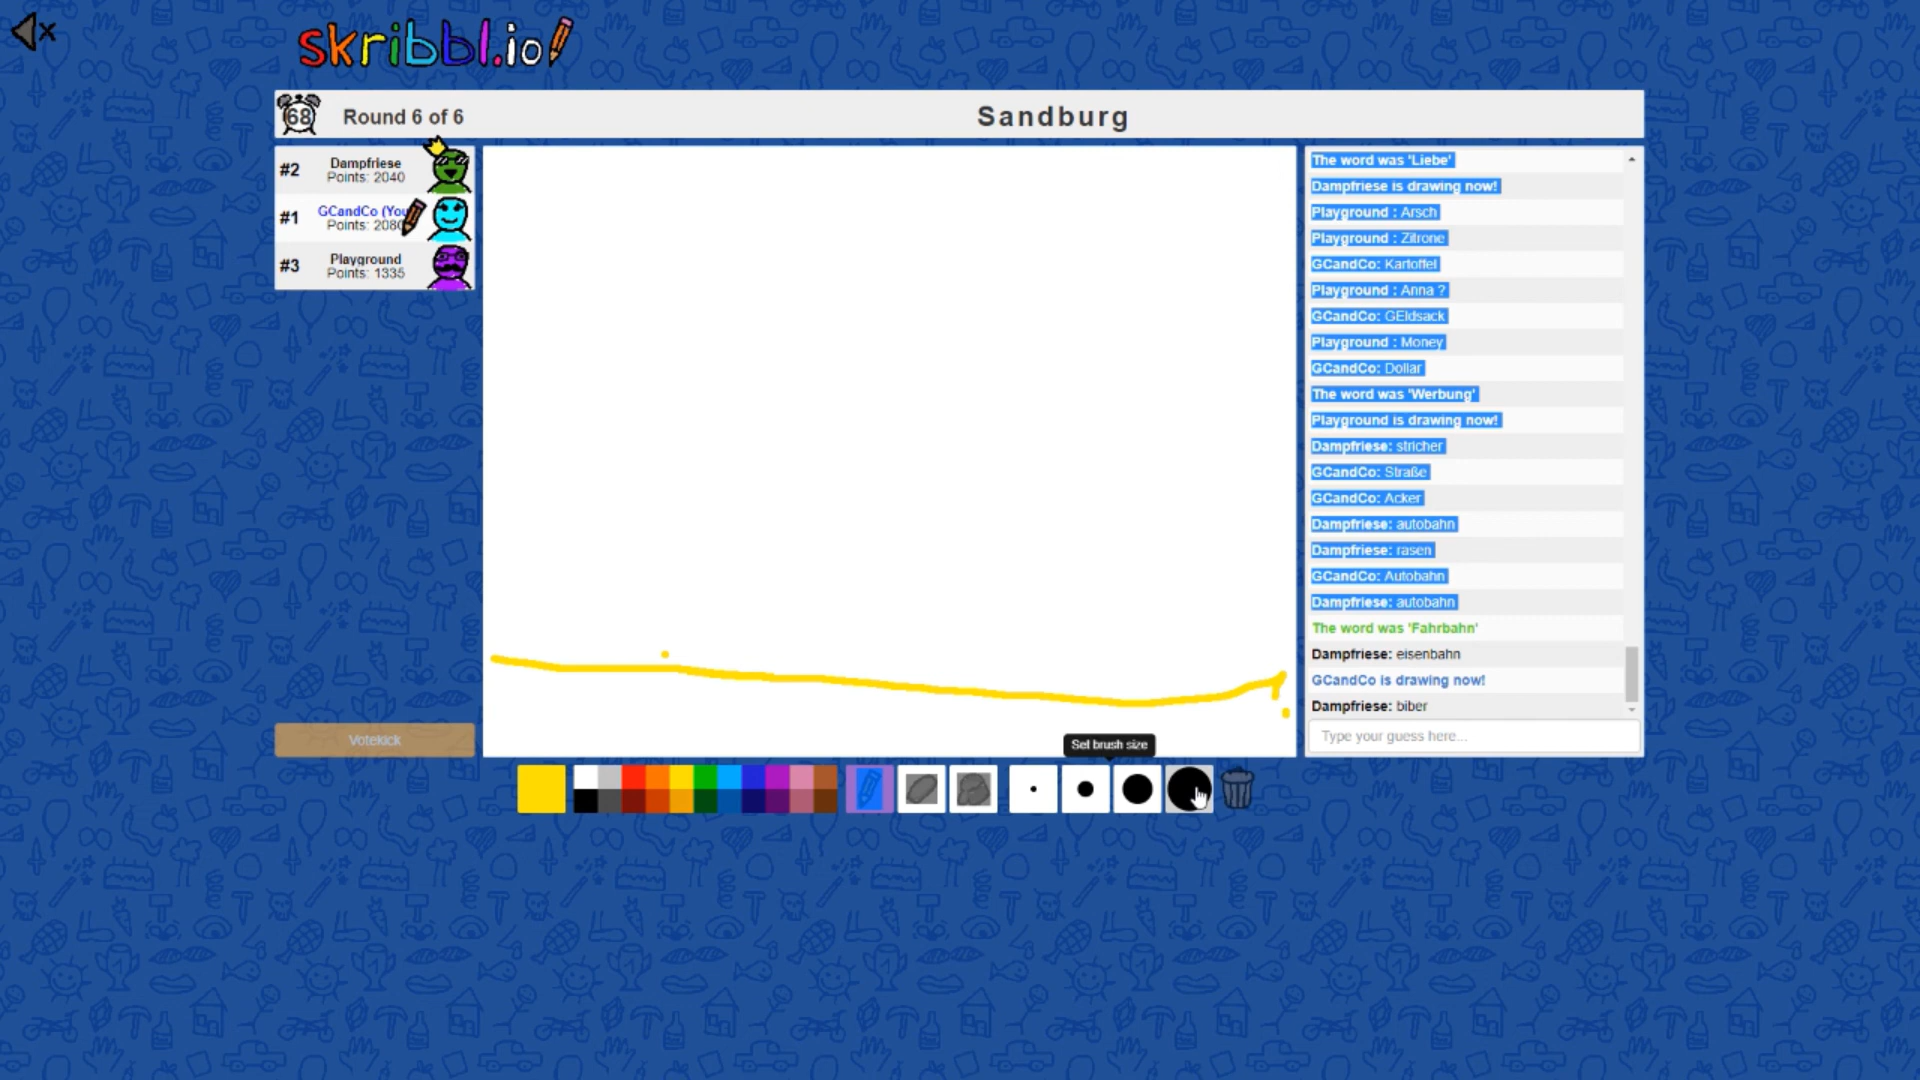 skribbl.io
68
Round 6 of 6
Sandburg
#2
Dampfriese
Points: 2040
#1
GCandCo (You
Points: 2080
#3
Playground
Points: 1335
Votekick
The word was 'Liebe'
Dampfriese is drawing now!
Playground : Arsch
Playground : Zitrone
GCandCo: Kartoffel
Playground : Anna ?
GCandCo: GEldsack
Playground : Money
GCandCo: Dollar
The word was 'Werbung'
Playground is drawing now!
Dampfriese: stricher
GCandCo: Straße
GCandCo: Acker
Dampfriese: autobahn
Dampfriese: rasen
GCandCo: Autobahn
Dampfriese: autobahn
The word was 'Fahrbahn'
Dampfriese: eisenbahn
GCandCo is drawing now!
Dampfriese: biber
Type your guess here...
Set brush size